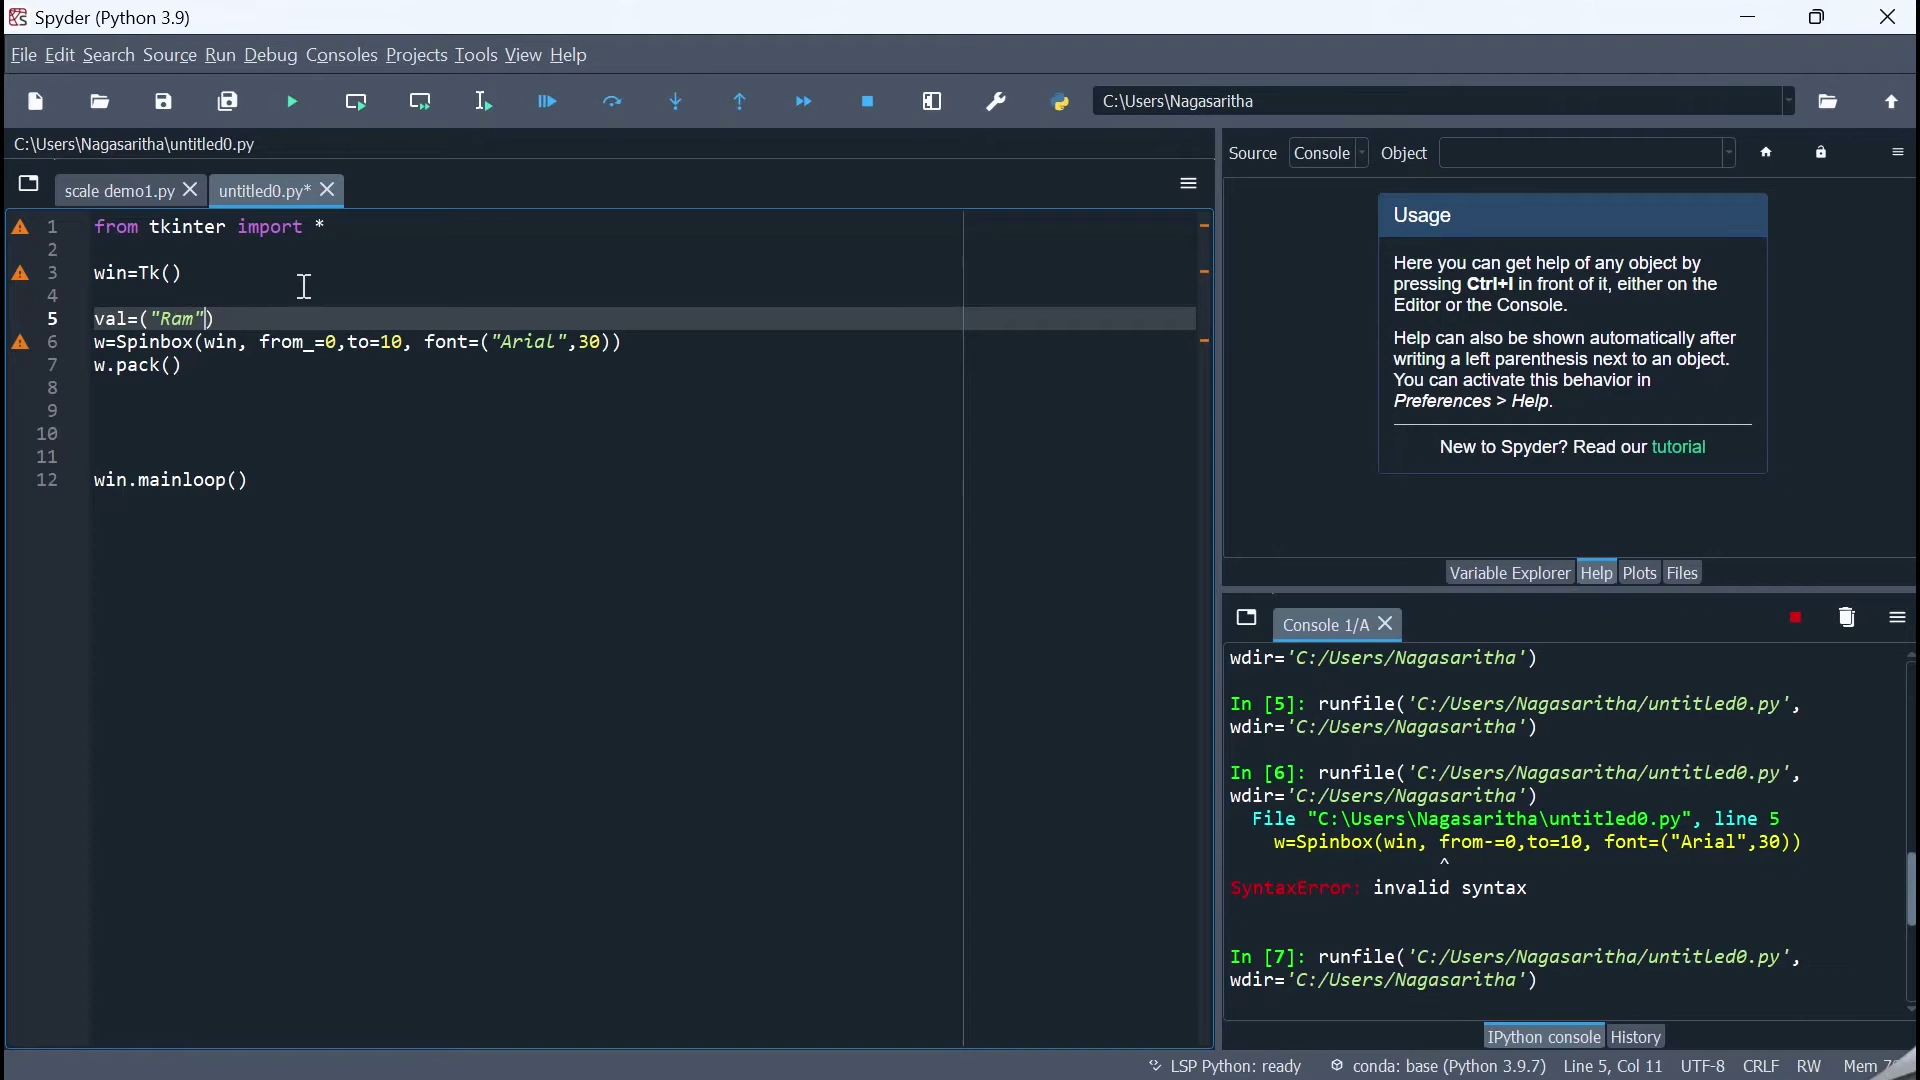 Spyder (Python 3.9)
File Edit Search Source Run Debug Consoles Projects Tools View Help
C:\Users\Nagasaritha
C:\Users\Nagasaritha\untitled0.py
Source Console Object
scale demo1.py untitled0.py*
1 from tkinter import *
2
3 win=Tk()
4
5 val=("Ram")
6 w=Spinbox(win, from_=0,to=10, font=("Arial",30))
7 w.pack()
8
9
10
11
12 win.mainloop()
Usage
Here you can get help of any object by
pressing Ctrl+I in front of it, either on the
Editor or the Console.
Help can also be shown automatically after
writing a left parenthesis next to an object.
You can activate this behavior in
Preferences > Help.
New to Spyder? Read our tutorial
Variable Explorer Help Plots Files
Console 1/A
wdir='C:/Users/Nagasaritha')
In [5]: runfile('C:/Users/Nagasaritha/untitled0.py',
wdir='C:/Users/Nagasaritha')
In [6]: runfile('C:/Users/Nagasaritha/untitled0.py',
wdir='C:/Users/Nagasaritha')
File "C:\Users\Nagasaritha\untitled0.py", line 5
w=Spinbox(win, from-=0,to=10, font=("Arial",30))
^
SyntaxError: invalid syntax
In [7]: runfile('C:/Users/Nagasaritha/untitled0.py',
wdir='C:/Users/Nagasaritha')
IPython console History
LSP Python: ready conda: base (Python 3.9.7) Line 5, Col 11 UTF-8 CRLF RW Mem